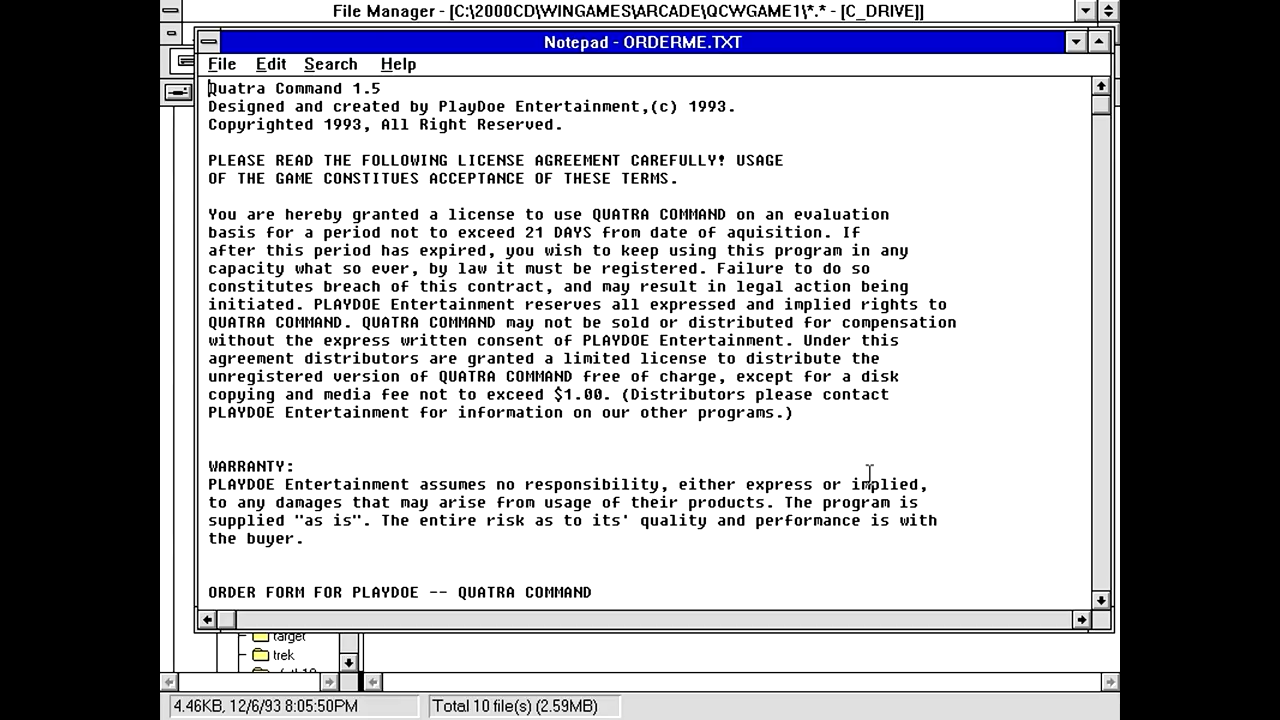 File Manager - [C:\2000CD\WINGAMES\ARCADE\QCWGAME1\*.* - [C_DRIVE]]
Notepad - ORDERME.TXT
File Edit Search Help
Quatra Command 1.5
Designed and created by PlayDoe Entertainment,(c) 1993.
Copyrighted 1993, All Right Reserved.
PLEASE READ THE FOLLOWING LICENSE AGREEMENT CAREFULLY! USAGE
OF THE GAME CONSTITUES ACCEPTANCE OF THESE TERMS.
You are hereby granted a license to use QUATRA COMMAND on an evaluation
basis for a period not to exceed 21 DAYS from date of aquisition. If
after this period has expired, you wish to keep using this program in any
capacity what so ever, by law it must be registered. Failure to do so
constitutes breach of this contract, and may result in legal action being
initiated. PLAYDOE Entertainment reserves all expressed and implied rights to
QUATRA COMMAND. QUATRA COMMAND may not be sold or distributed for compensation
without the express written consent of PLAYDOE Entertainment. Under this
agreement distributors are granted a limited license to distribute the
unregistered version of QUATRA COMMAND free of charge, except for a disk
copying and media fee not to exceed $1.00. (Distributors please contact
PLAYDOE Entertainment for information on our other programs.)
WARRANTY:
PLAYDOE Entertainment assumes no responsibility, either express or implied,
to any damages that may arise from usage of their products. The program is
supplied "as is". The entire risk as to its' quality and performance is with
the buyer.
ORDER FORM FOR PLAYDOE -- QUATRA COMMAND
target
trek
4.46KB, 12/6/93 8:05:50PM
Total 10 file(s) (2.59MB)